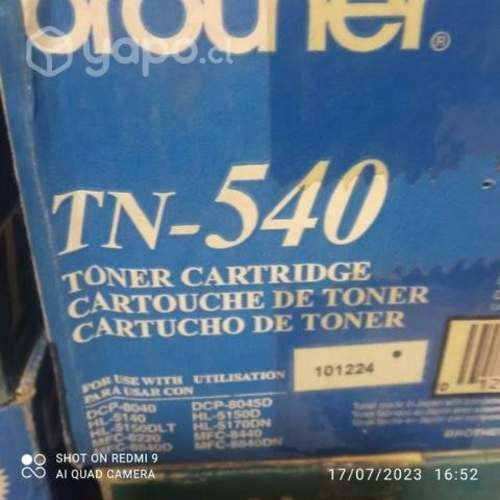 brother®
yapo.cl
TN-540
TONER CARTRIDGE
CARTOUCHE DE TONER
CARTUCHO DE TONER
101224
FOR USE WITH UTILISATION
PARA USAR CON
DCP-8040 DCP-8045D
HL-5140 HL-5150D
HL-5150DLT HL-5170DN
MFC-8220 MFC-8440
MFC-8840D MFC-8840DN
BROTHER
SHOT ON REDMI 9
AI QUAD CAMERA
17/07/2023 16:52